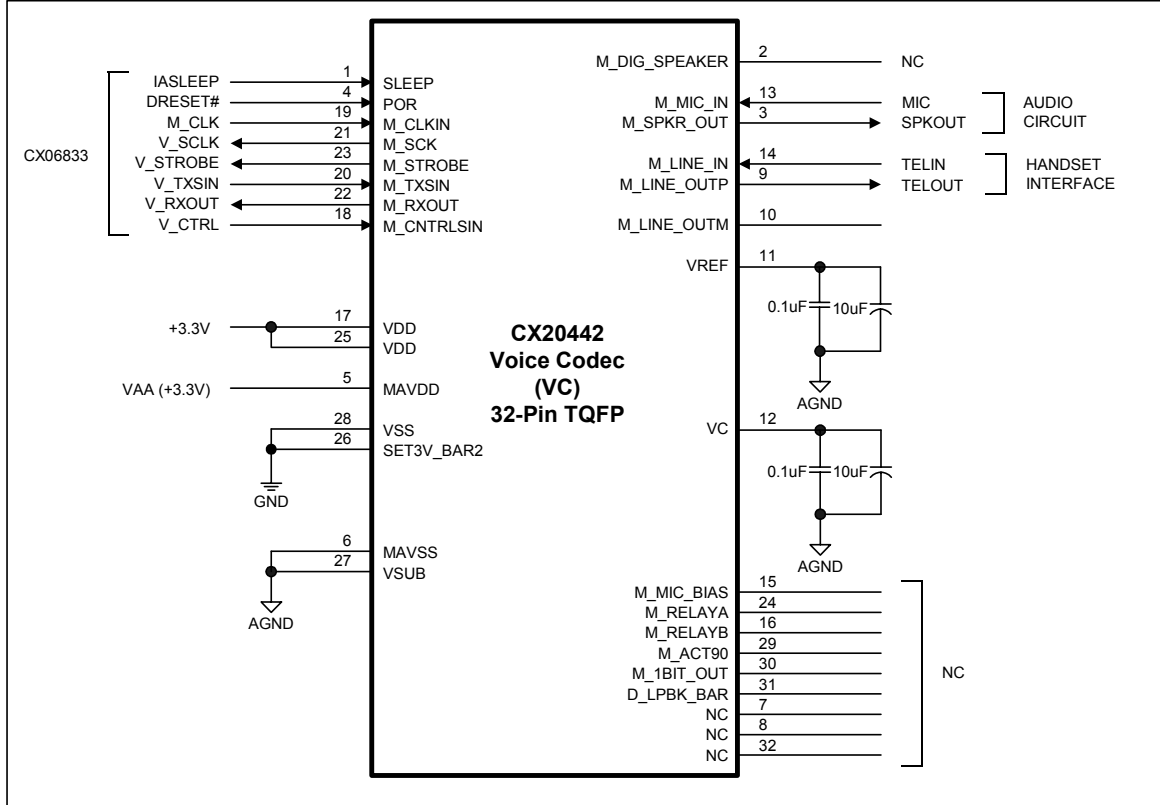 CX06833
IASLEEP 1 SLEEP
DRESET# 4 POR
M_CLK 19 M_CLKIN
V_SCLK 21 M_SCK
V_STROBE 23 M_STROBE
V_TXSIN 20 M_TXSIN
V_RXOUT 22 M_RXOUT
V_CTRL 18 M_CNTRLSIN
+3.3V 17 VDD
25 VDD
VAA (+3.3V) 5 MAVDD
28 VSS
26 SET3V_BAR2
GND
6 MAVSS
27 VSUB
AGND
CX20442
Voice Codec
(VC)
32-Pin TQFP
M_DIG_SPEAKER 2 NC
M_MIC_IN 13 MIC
M_SPKR_OUT 3 SPKOUT
AUDIO
CIRCUIT
M_LINE_IN 14 TELIN
M_LINE_OUTP 9 TELOUT
HANDSET
INTERFACE
M_LINE_OUTM 10
VREF 11
0.1uF 10uF
AGND
VC 12
0.1uF 10uF
AGND
M_MIC_BIAS 15
M_RELAYA 24
M_RELAYB 16
M_ACT90 29
M_1BIT_OUT 30
D_LPBK_BAR 31
NC 7
NC 8
NC 32
NC